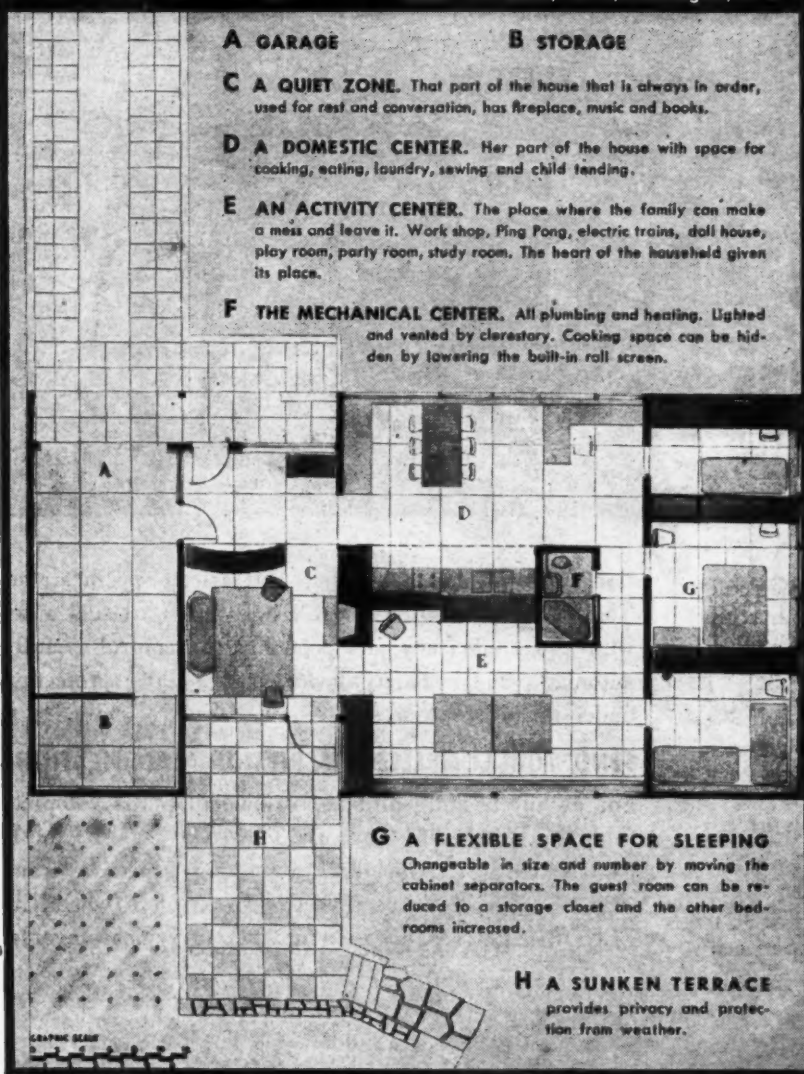 A GARAGE B STORAGE
C A QUIET ZONE. That part of the house that is always in order,
used for rest and conversation, has fireplace, music and books.
D A DOMESTIC CENTER. Her part of the house with space for
cooking, eating, laundry, sewing and child tending.
E AN ACTIVITY CENTER. The place where the family can make
a mess and leave it. Work shop, Ping Pong, electric trains, doll house,
play room, party room, study room. The heart of the household given
its place.
F THE MECHANICAL CENTER. All plumbing and heating. Lighted
and vented by clerestory. Cooking space can be hid-
den by lowering the built-in roll screen.
A
D
C
F
G
E
B
H
G A FLEXIBLE SPACE FOR SLEEPING
Changeable in size and number by moving the
cabinet separators. The guest room can be re-
duced to a storage closet and the other bed-
rooms increased.
H A SUNKEN TERRACE
provides privacy and protec-
tion from weather.
GRAPHIC SCALE